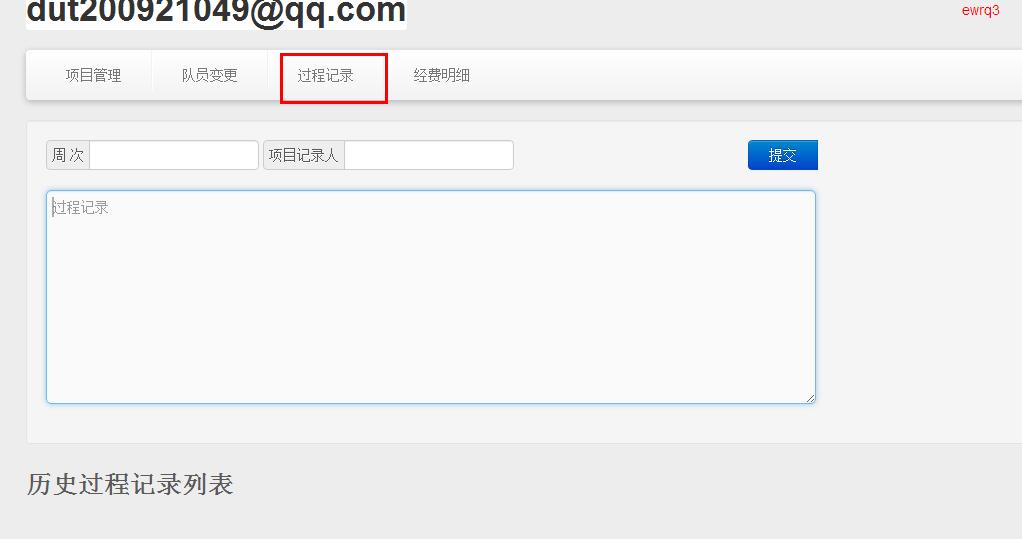 dut200921049@qq.com
ewrq3
项目管理 队员变更 过程记录 经费明细
周 次 项目记录人 提交
过程记录
历史过程记录列表